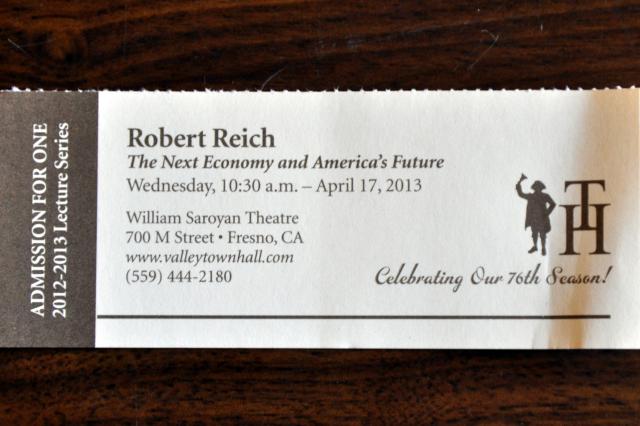 ADMISSION FOR ONE
2012-2013 Lecture Series
Robert Reich
The Next Economy and America's Future
Wednesday, 10:30 a.m. – April 17, 2013
William Saroyan Theatre
700 M Street • Fresno, CA
www.valleytownhall.com
(559) 444-2180
TH
Celebrating Our 76th Season!